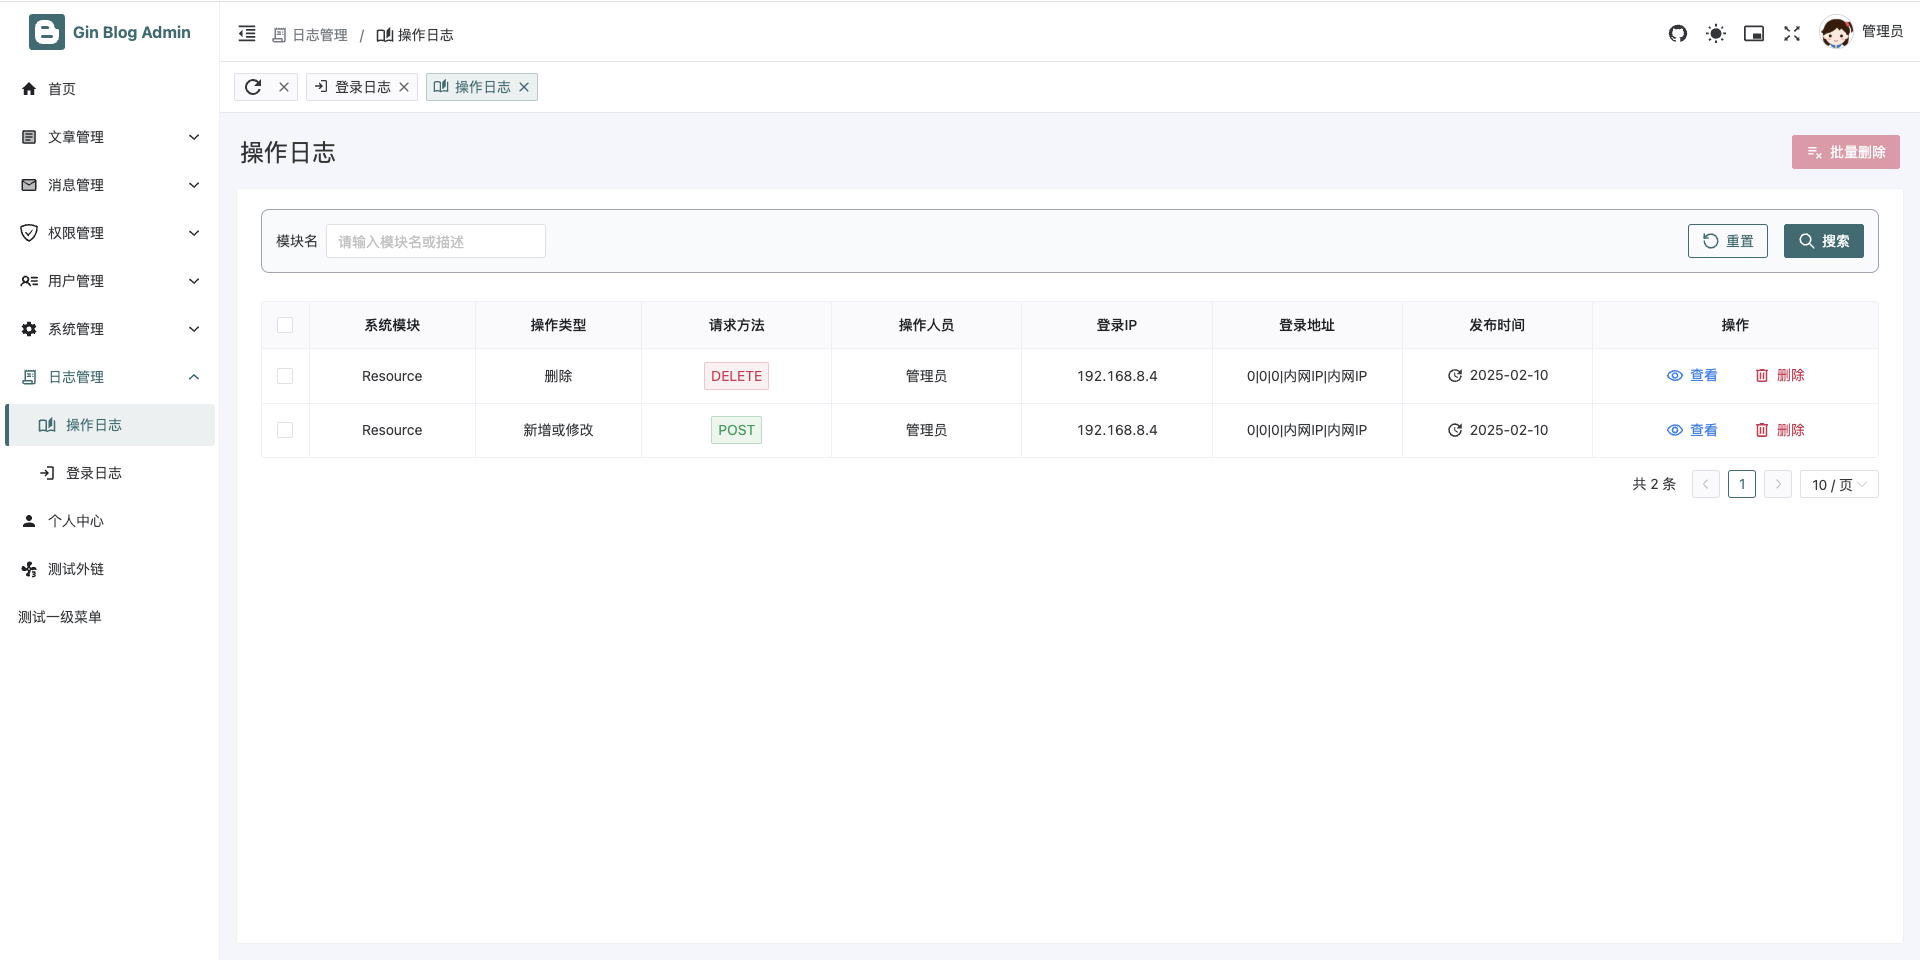 Gin Blog Admin
首页
文章管理
消息管理
权限管理
用户管理
系统管理
日志管理
操作日志
登录日志
个人中心
测试外链
测试一级菜单
日志管理 / 操作日志
管理员
登录日志 操作日志
操作日志
批量删除
模块名 请输入模块名或描述 重置 搜索
系统模块 操作类型 请求方法 操作人员 登录IP 登录地址 发布时间 操作
Resource 删除 DELETE 管理员 192.168.8.4 0|0|0|内网IP|内网IP 2025-02-10 查看 删除
Resource 新增或修改 POST 管理员 192.168.8.4 0|0|0|内网IP|内网IP 2025-02-10 查看 删除
共 2 条 1 10 / 页